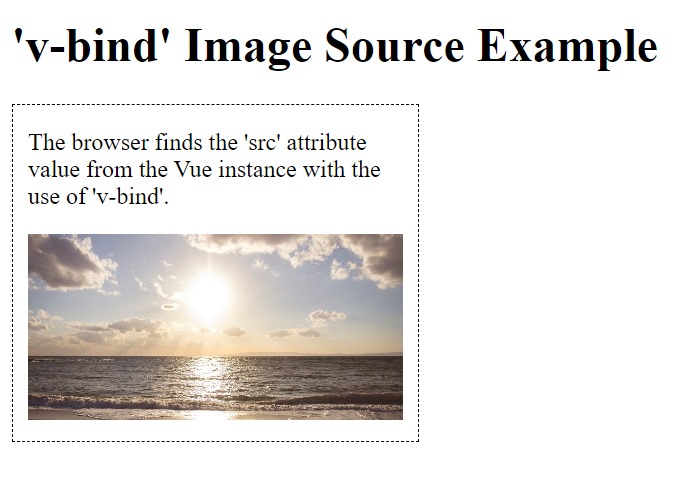 'v-bind' Image Source Example
The browser finds the 'src' attribute
value from the Vue instance with the
use of 'v-bind'.